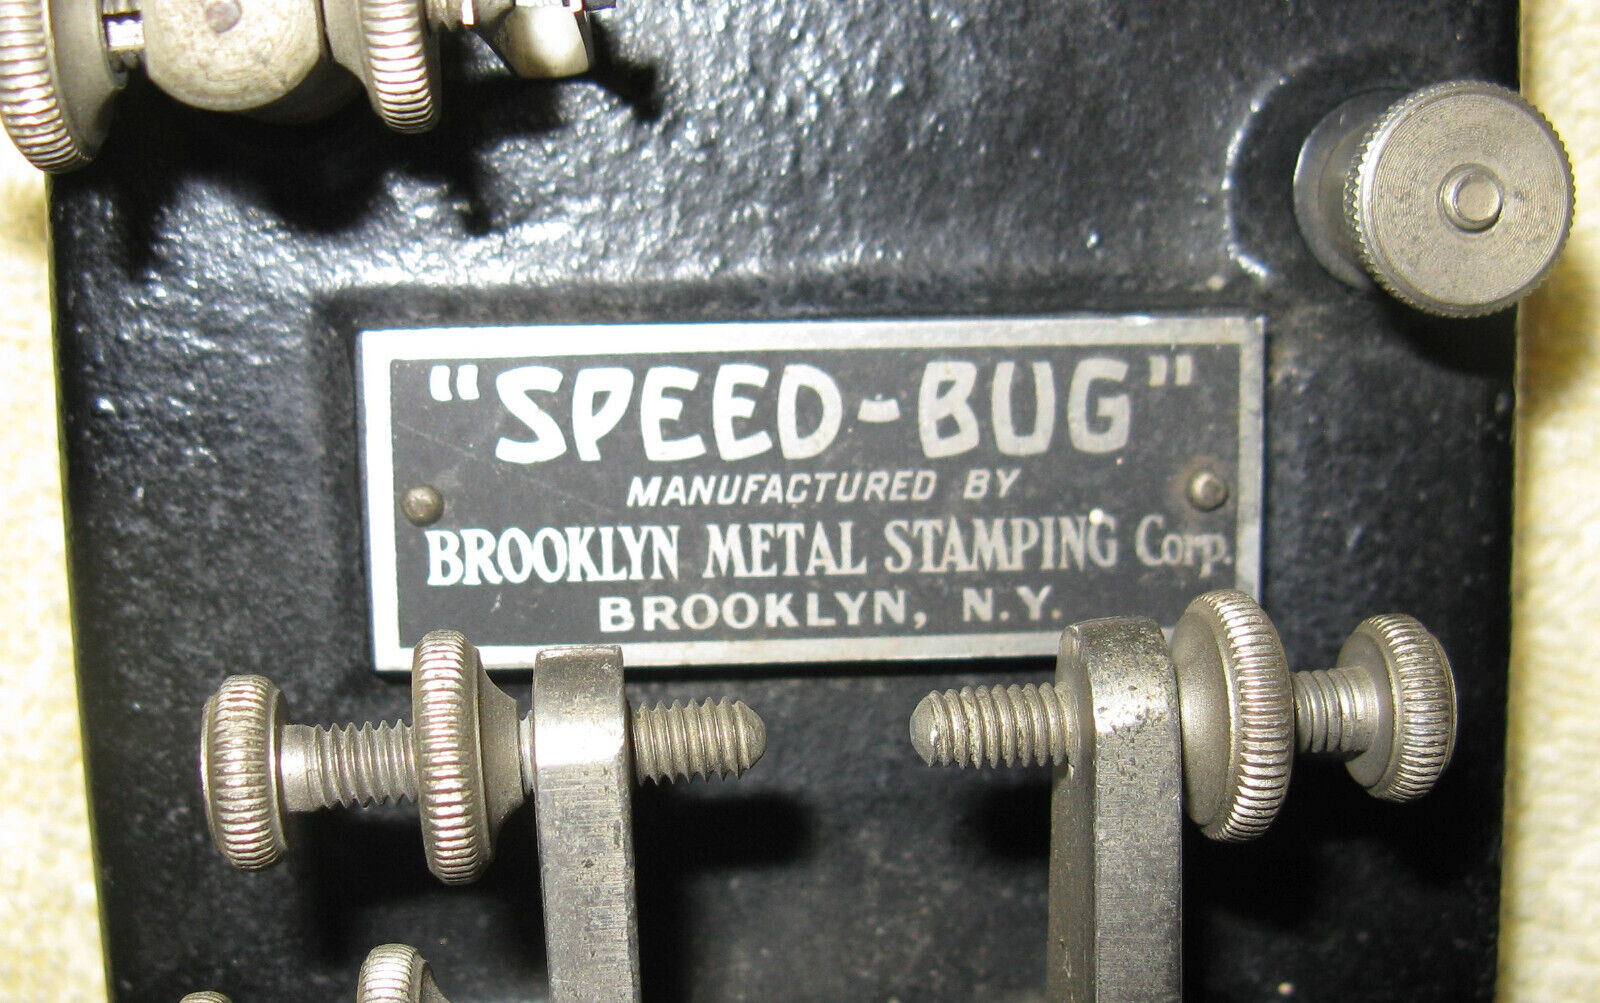 "SPEED-BUG"
MANUFACTURED BY
BROOKLYN METAL STAMPING Corp.
BROOKLYN, N.Y.